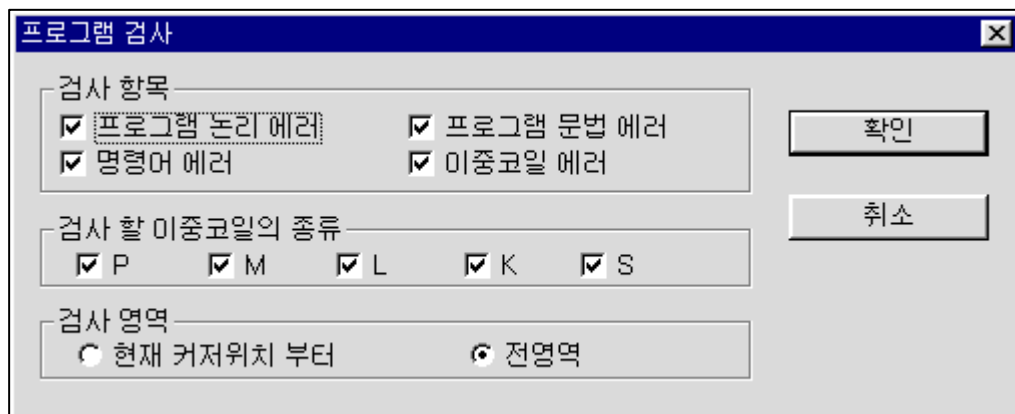 프로그램 검사
검사 항목
프로그램 논리 에러 프로그램 문법 에러
명령어 에러 이중코일 에러
확인
취소
검사 할 이중코일의 종류
P M L K S
검사 영역
현재 커저위치 부터 전영역